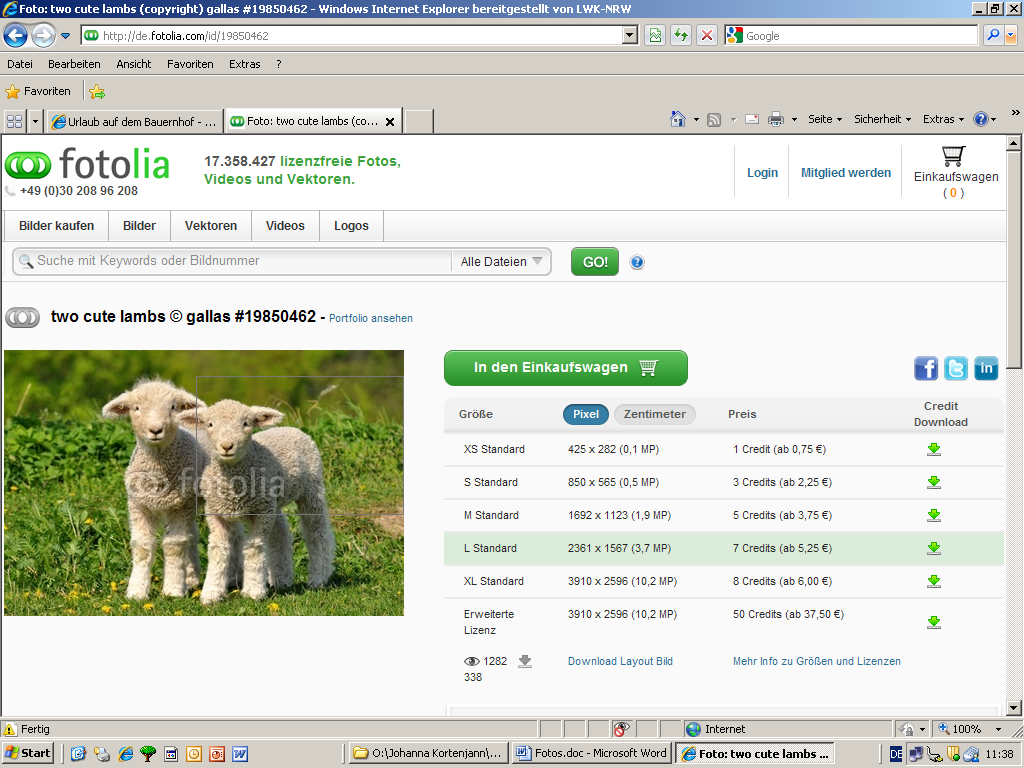 Foto: two cute lambs (copyright) gallas #19850462 - Windows Internet Explorer bereitgestellt von LWK-NRW
http://de.fotolia.com/id/19850462
Google
Datei Bearbeiten Ansicht Favoriten Extras ?
Favoriten
Urlaub auf dem Bauernhof - ...
Foto: two cute lambs (co...
Seite Sicherheit Extras
fotolia
+49 (0)30 208 96 208
17.358.427 lizenzfreie Fotos,
Videos und Vektoren.
Login
Mitglied werden
Einkaufswagen
( 0 )
Bilder kaufen Bilder Vektoren Videos Logos
Suche mit Keywords oder Bildnummer
Alle Dateien
GO!
two cute lambs © gallas #19850462 - Portfolio ansehen
fotolia
In den Einkaufswagen
Größe Pixel Zentimeter Preis Credit
Download
XS Standard 425 x 282 (0,1 MP) 1 Credit (ab 0,75 €)
S Standard 850 x 565 (0,5 MP) 3 Credits (ab 2,25 €)
M Standard 1692 x 1123 (1,9 MP) 5 Credits (ab 3,75 €)
L Standard 2361 x 1567 (3,7 MP) 7 Credits (ab 5,25 €)
XL Standard 3910 x 2596 (10,2 MP) 8 Credits (ab 6,00 €)
Erweiterte
Lizenz 3910 x 2596 (10,2 MP) 50 Credits (ab 37,50 €)
1282
338
Download Layout Bild
Mehr Info zu Größen und Lizenzen
Fertig
Internet
100%
Start
O:\Johanna Kortenjann\...
Fotos.doc - Microsoft Word
Foto: two cute lambs ...
DE
11:38